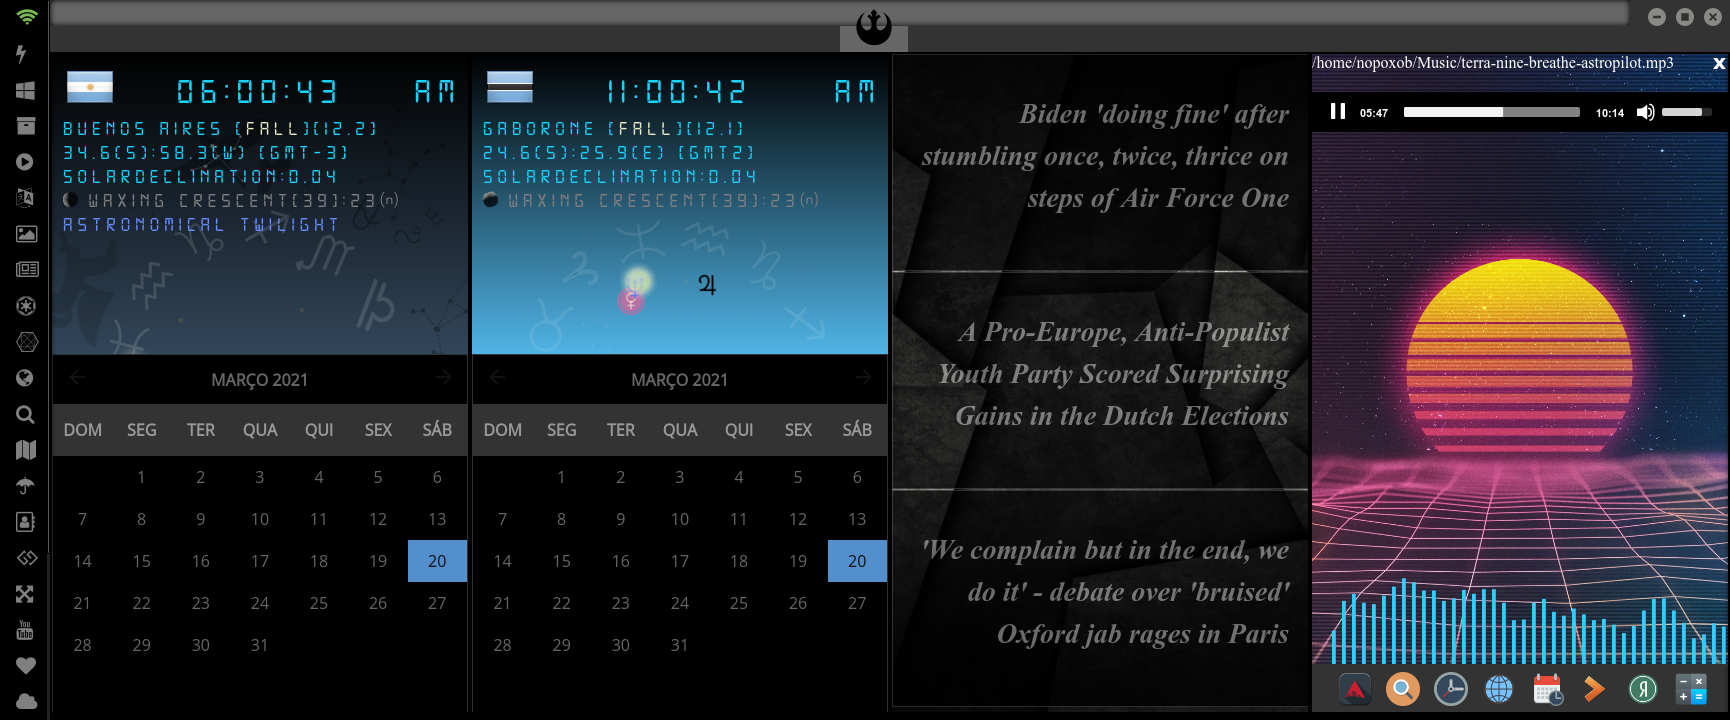 06:00:43 AM
BUENOS AIRES (FALL)(12.2)
34.6(S):58.3(W) (GMT-3)
SOLARDECLINATION:0.04
WAXING CRESCENT(39):23(n)
ASTRONOMICAL TWILIGHT
MARÇO 2021
DOM SEG TER QUA QUI SEX SÁB
1 2 3 4 5 6
7 8 9 10 11 12 13
14 15 16 17 18 19 20
21 22 23 24 25 26 27
28 29 30 31
11:00:42 AM
GABORONE (FALL)(12.1)
24.6(S):25.9(E) (GMT2)
SOLARDECLINATION:0.04
WAXING CRESCENT(39):23(n)
MARÇO 2021
DOM SEG TER QUA QUI SEX SÁB
1 2 3 4 5 6
7 8 9 10 11 12 13
14 15 16 17 18 19 20
21 22 23 24 25 26 27
28 29 30 31
Biden 'doing fine' after
stumbling once, twice, thrice on
steps of Air Force One
A Pro-Europe, Anti-Populist
Youth Party Scored Surprising
Gains in the Dutch Elections
'We complain but in the end, we
do it' - debate over 'bruised'
Oxford jab rages in Paris
/home/nopoxob/Music/terra-nine-breathe-astropilot.mp3 x
05:47 10:14
You
Tube
Я